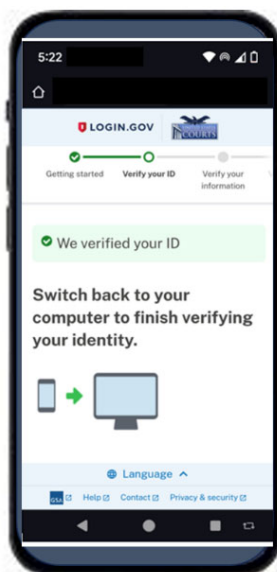 5:22
LOGIN.GOV
COURTS
Getting started
Verify your ID
Verify your
information
We verified your ID
Switch back to your
computer to finish verifying
your identity.
Language
GSA Help Contact Privacy & security